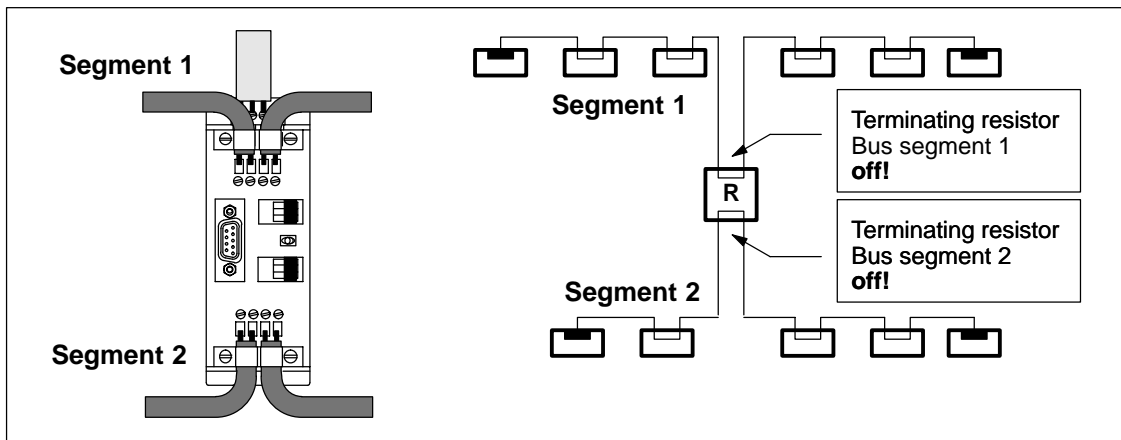 Segment 1
Segment 2
Segment 1
Terminating resistor
Bus segment 1
off!
R
Terminating resistor
Bus segment 2
off!
Segment 2